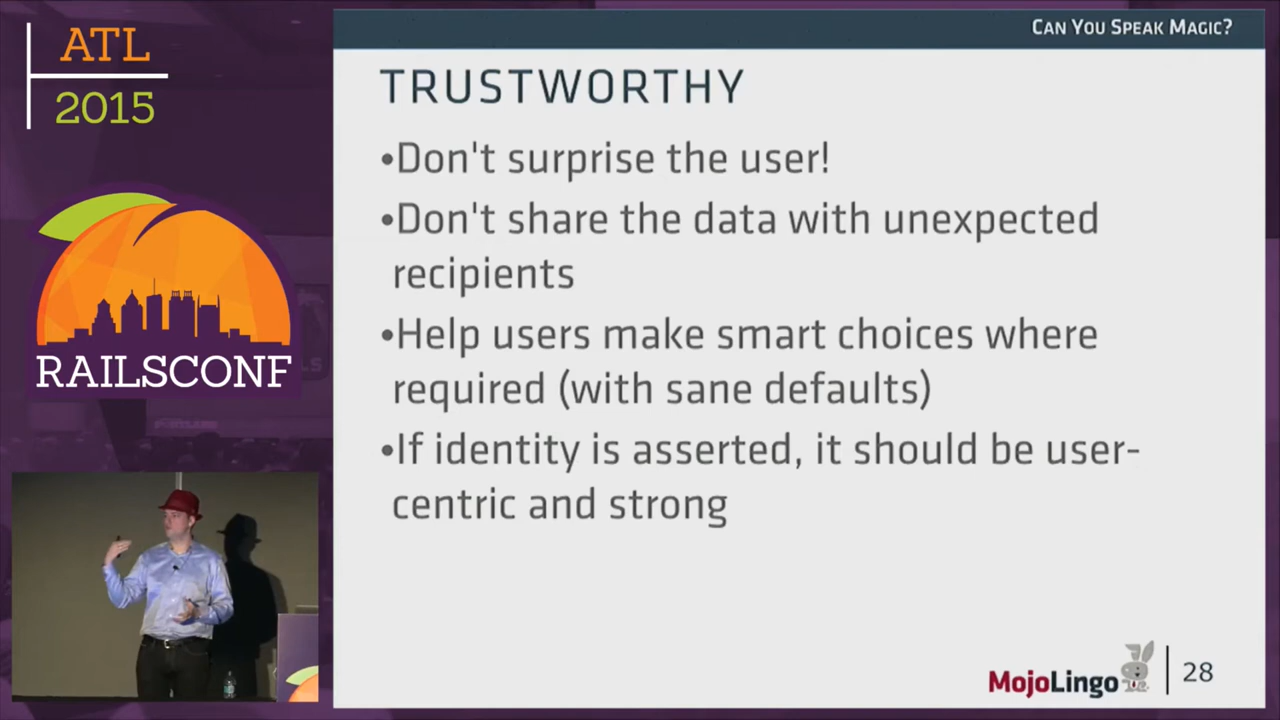 ATL
2015
RAILSCONF
CAN YOU SPEAK MAGIC?
TRUSTWORTHY
•Don't surprise the user!
•Don't share the data with unexpected
recipients
•Help users make smart choices where
required (with sane defaults)
•If identity is asserted, it should be user-
centric and strong
MojoLingo
28